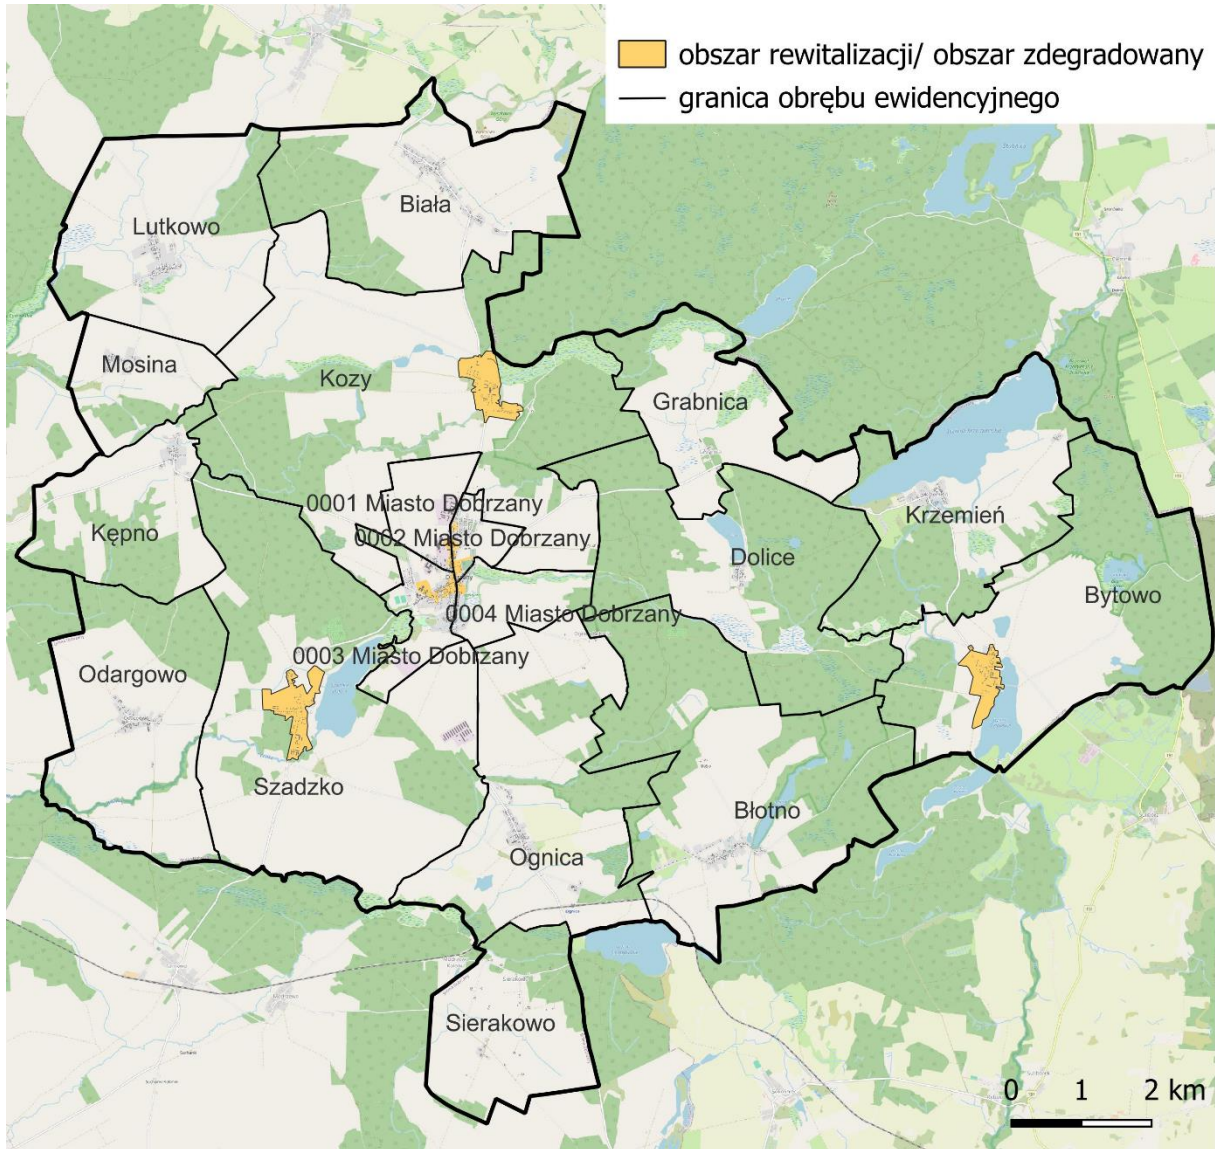 obszar rewitalizacji/ obszar zdegradowany
granica obrębu ewidencyjnego
Biała
Lutkowo
Mosina
Kozy
Grabnica
0001 Miasto Dobrzany
Krzemień
Kępno
0002 Miasto Dobrzany
Dolice
Bytowo
0004 Miasto Dobrzany
0003 Miasto Dobrzany
Odargowo
Szadzko
Błotno
Ognica
Ognica
Sierakowo
0 1 2 km